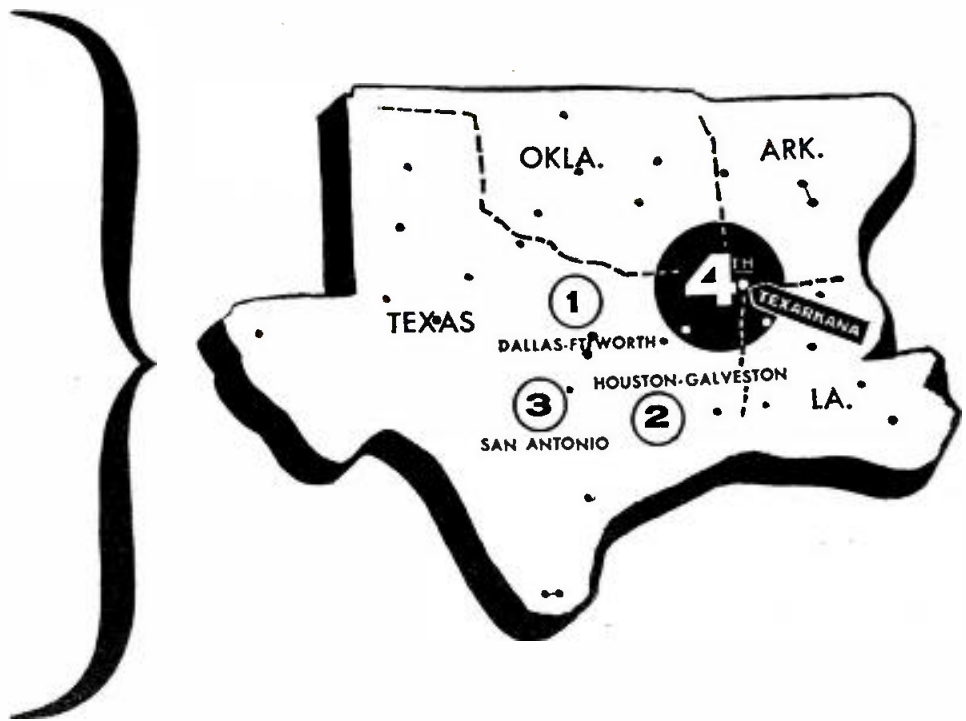 OKLA.
ARK.
4TH
TEXARKANA
1
TEXAS
DALLAS-FT. WORTH
HOUSTON-GALVESTON
3
2
LA.
SAN ANTONIO